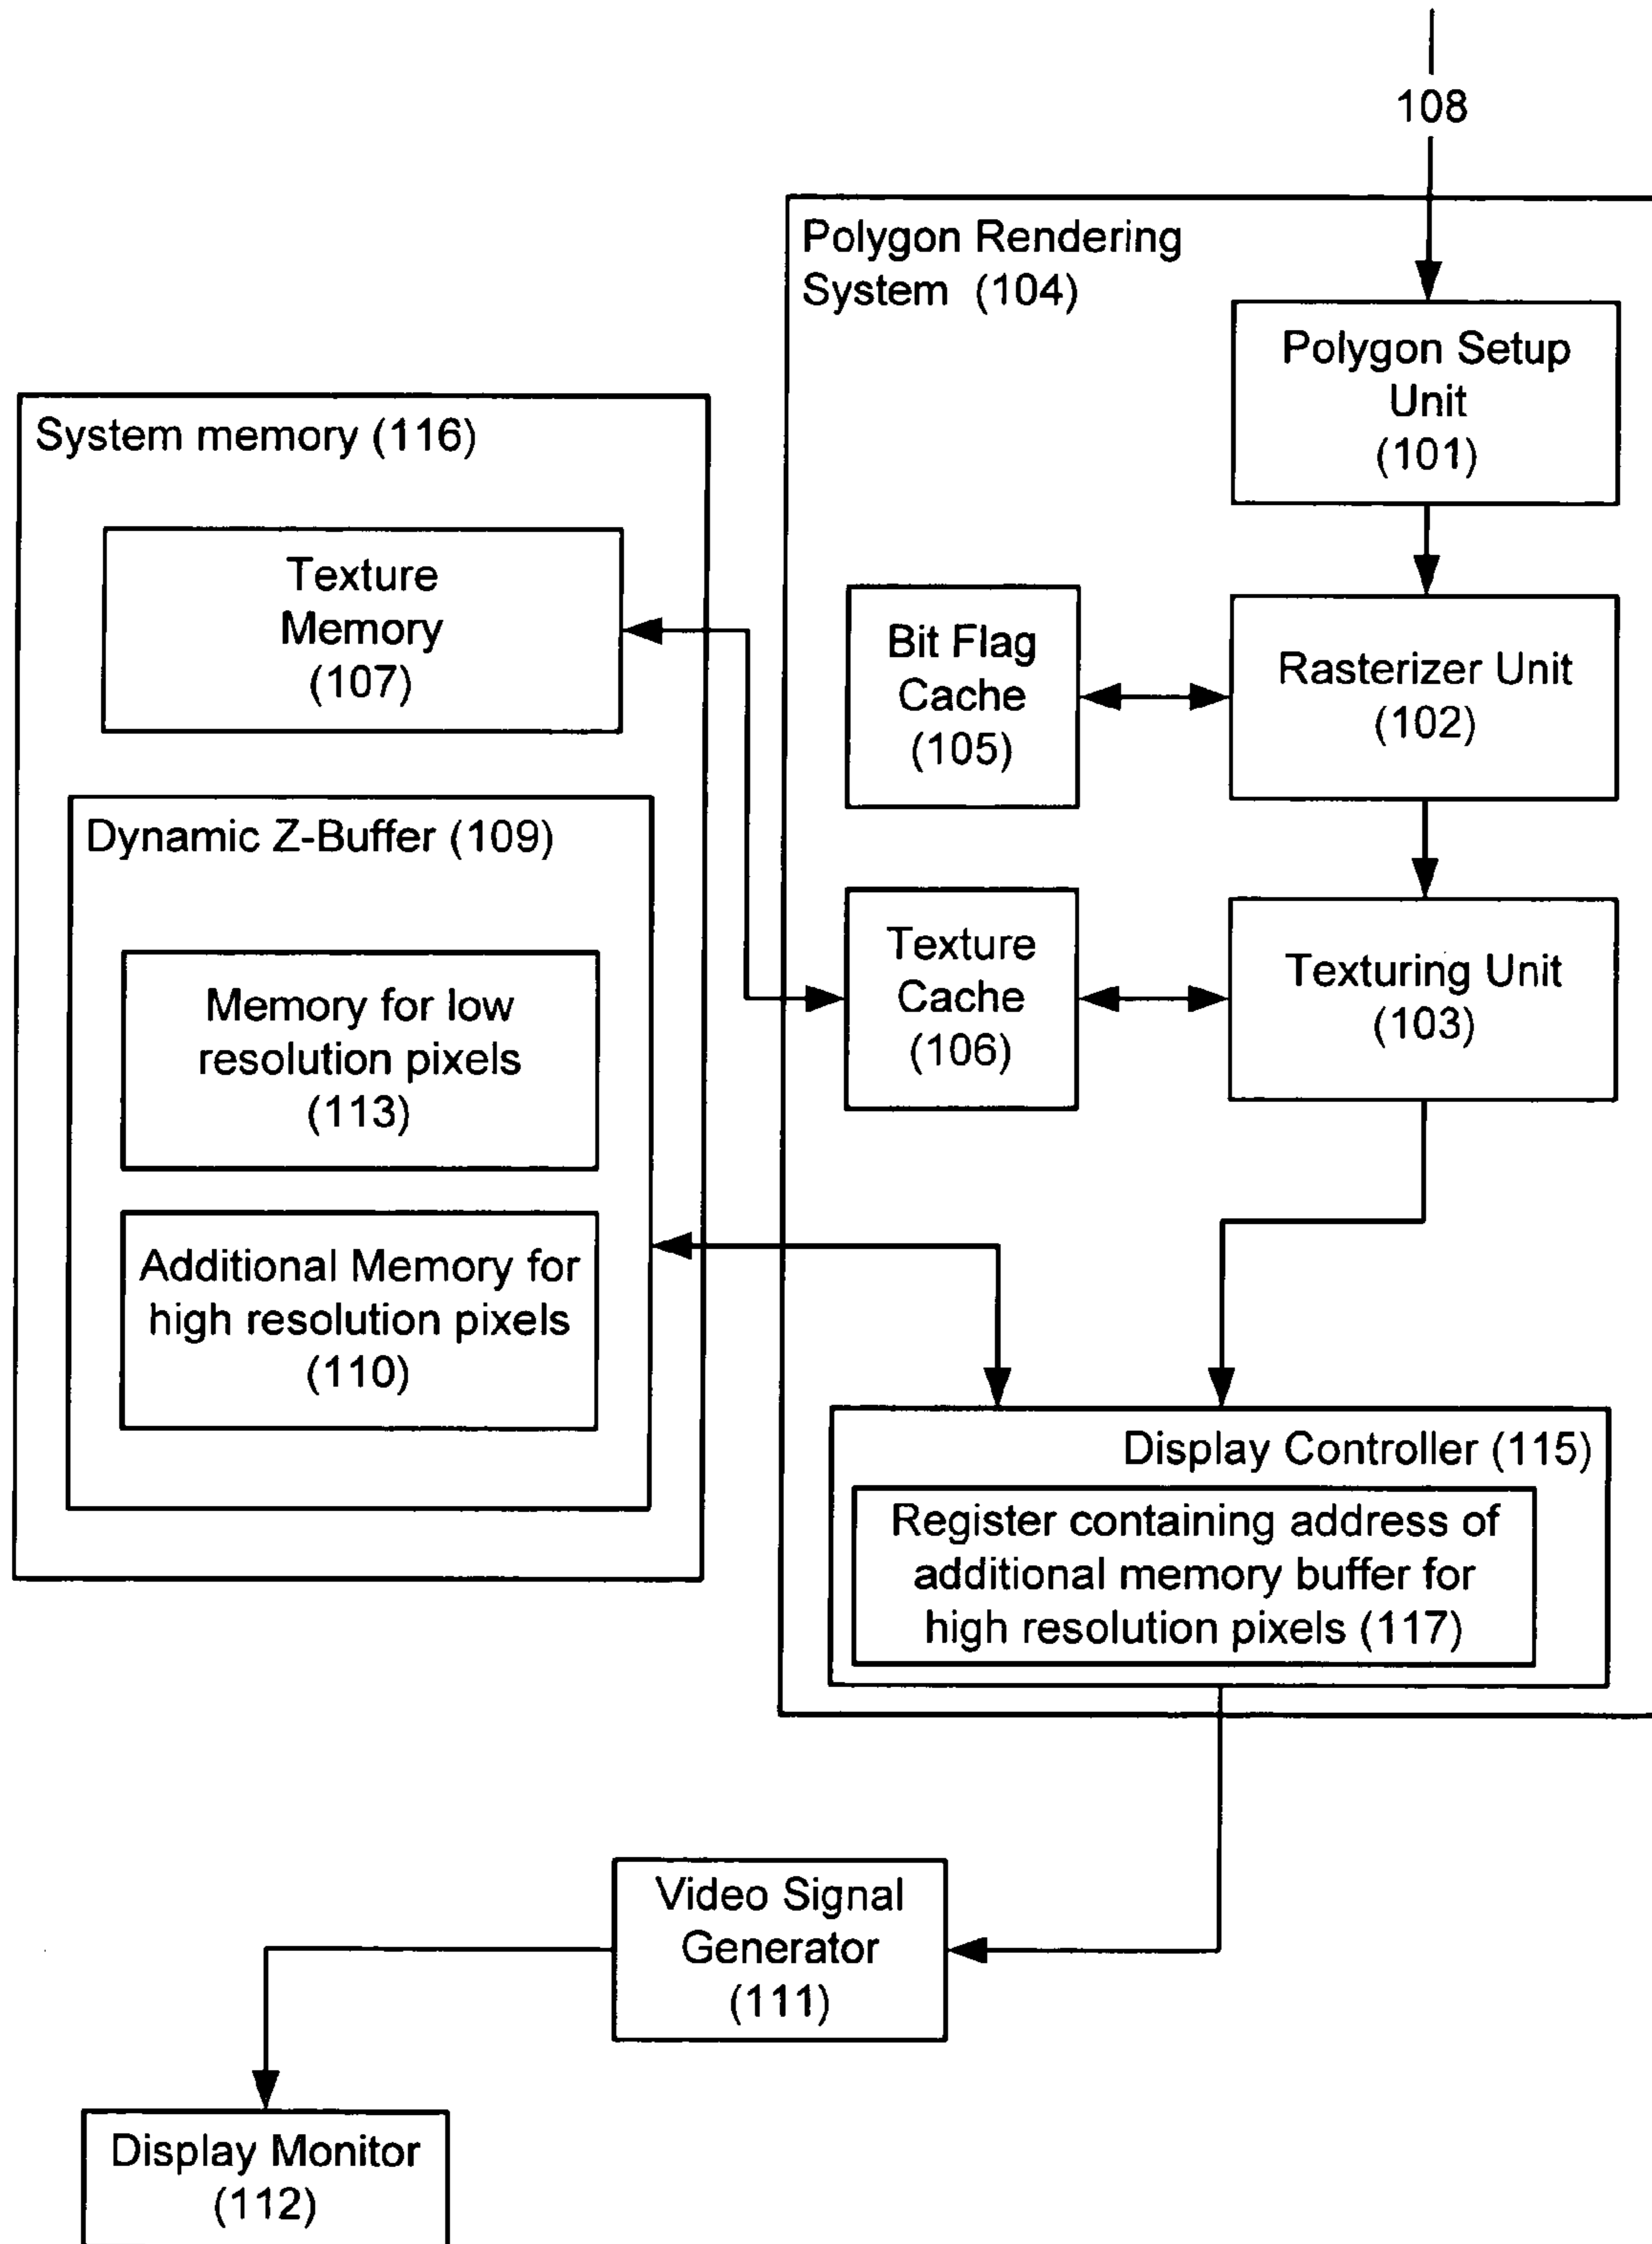 108
Polygon Rendering
System (104)
Polygon Setup
Unit
(101)
System memory (116)
Texture
Memory
(107)
Bit Flag
Cache
(105)
Rasterizer Unit
(102)
Dynamic Z-Buffer (109)
Texture
Cache
(106)
Texturing Unit
(103)
Memory for low
resolution pixels
(113)
Additional Memory for
high resolution pixels
(110)
Display Controller (115)
Register containing address of
additional memory buffer for
high resolution pixels (117)
Video Signal
Generator
(111)
Display Monitor
(112)